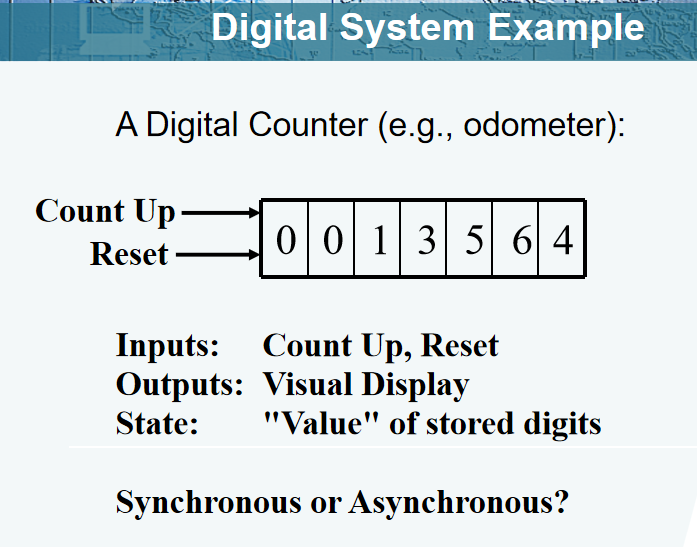 Digital System Example
A Digital Counter (e.g., odometer):
Count Up
Reset
0 0 1 3 5 6 4
Inputs: Count Up, Reset
Outputs: Visual Display
State: "Value" of stored digits
Synchronous or Asynchronous?